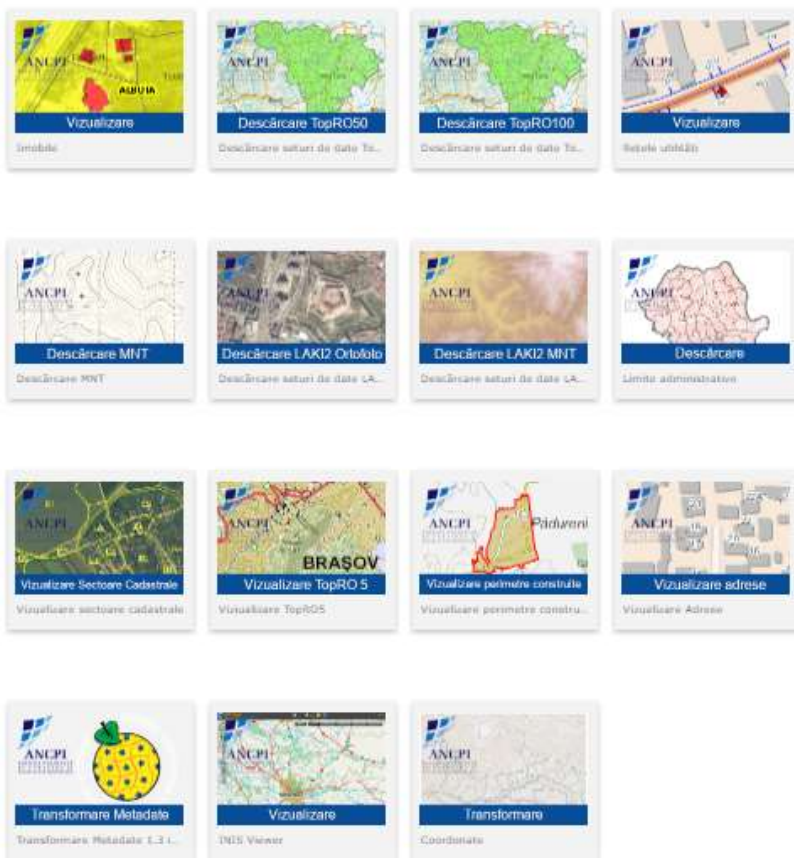 ANCPI
ALBUIA
Vizualizare
Imobile
ANCPI
Descărcare TopRO50
Descărcare seturi de date To...
ANCPI
Descărcare TopRO100
Descărcare seturi de date To...
ANCPI
Vizualizare
Rețele utilități
ANCPI
Descărcare MNT
Descărcare MNT
ANCPI
Descărcare LAKI2 Ortofoto
Descărcare seturi de date LA...
ANCPI
Descărcare LAKI2 MNT
Descărcare seturi de date LA...
ANCPI
Descărcare
Limite administrative
ANCPI
Vizualizare Sectoare Cadastrale
Vizualizare sectoare cadastrale
ANCPI
BRAȘOV
Vizualizare TopRO 5
Vizualizare TopRO5
ANCPI
Pădureni
Vizualizare perimetre construite
Vizualizare perimetre constru...
ANCPI
Vizualizare adrese
Vizualizare Adrese
ANCPI
Transformare Metadate
Transformare Metadate 1.3 i...
ANCPI
Vizualizare
INIS Viewer
ANCPI
Transformare
Coordonate